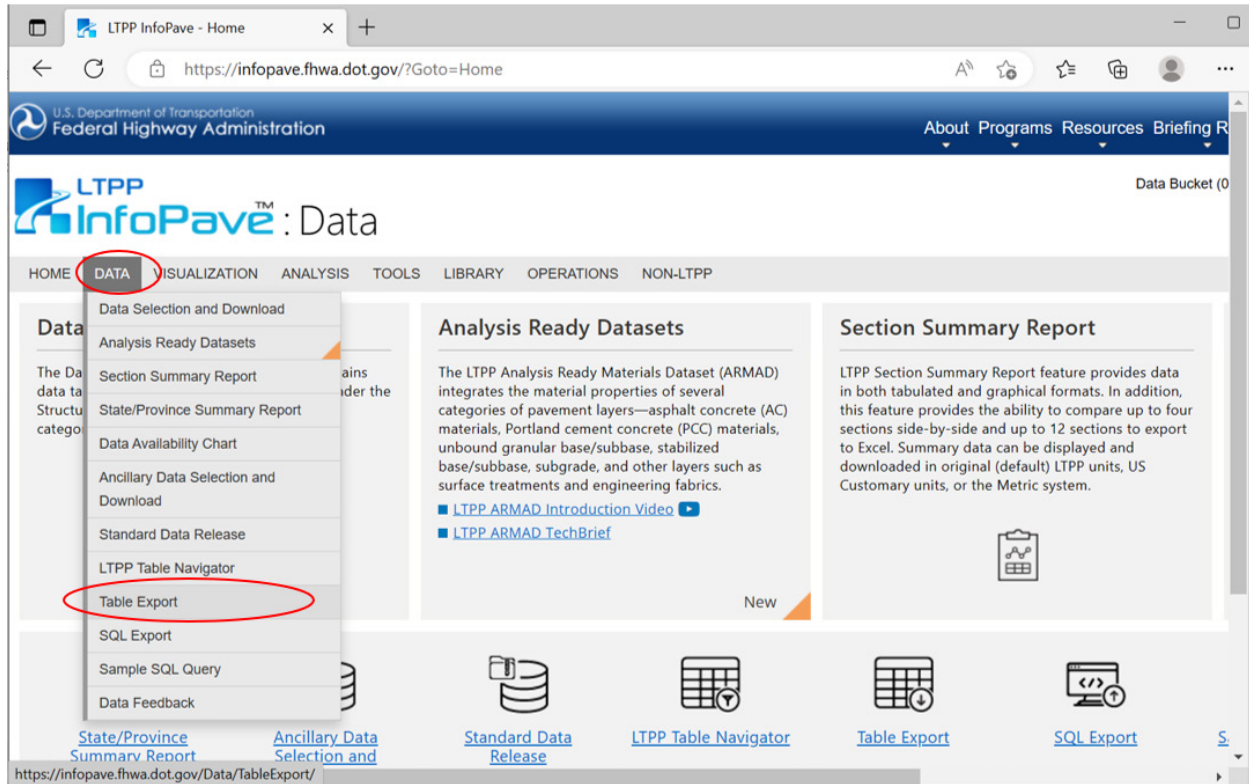 LTPP InfoPave - Home
https://infopave.fhwa.dot.gov/?Goto=Home
U.S. Department of Transportation
Federal Highway Administration
About Programs Resources Briefing R
LTPP
InfoPave™ : Data
Data Bucket (0
HOME DATA VISUALIZATION ANALYSIS TOOLS LIBRARY OPERATIONS NON-LTPP
Data Selection and Download
Analysis Ready Datasets
Section Summary Report
State/Province Summary Report
Data Availability Chart
Ancillary Data Selection and
Download
Standard Data Release
LTPP Table Navigator
Table Export
SQL Export
Sample SQL Query
Data Feedback
Data
The Da
ains
data ta
der the
Structu
catego
Analysis Ready Datasets
The LTPP Analysis Ready Materials Dataset (ARMAD)
integrates the material properties of several
categories of pavement layers—asphalt concrete (AC)
materials, Portland cement concrete (PCC) materials,
unbound granular base/subbase, stabilized
base/subbase, subgrade, and other layers such as
surface treatments and engineering fabrics.
LTPP ARMAD Introduction Video
LTPP ARMAD TechBrief
New
Section Summary Report
LTPP Section Summary Report feature provides data
in both tabulated and graphical formats. In addition,
this feature provides the ability to compare up to four
sections side-by-side and up to 12 sections to export
to Excel. Summary data can be displayed and
downloaded in original (default) LTPP units, US
Customary units, or the Metric system.
State/Province
Summary Report
Ancillary Data
Selection and
Standard Data
Release
LTPP Table Navigator
Table Export
SQL Export
S
https://infopave.fhwa.dot.gov/Data/TableExport/